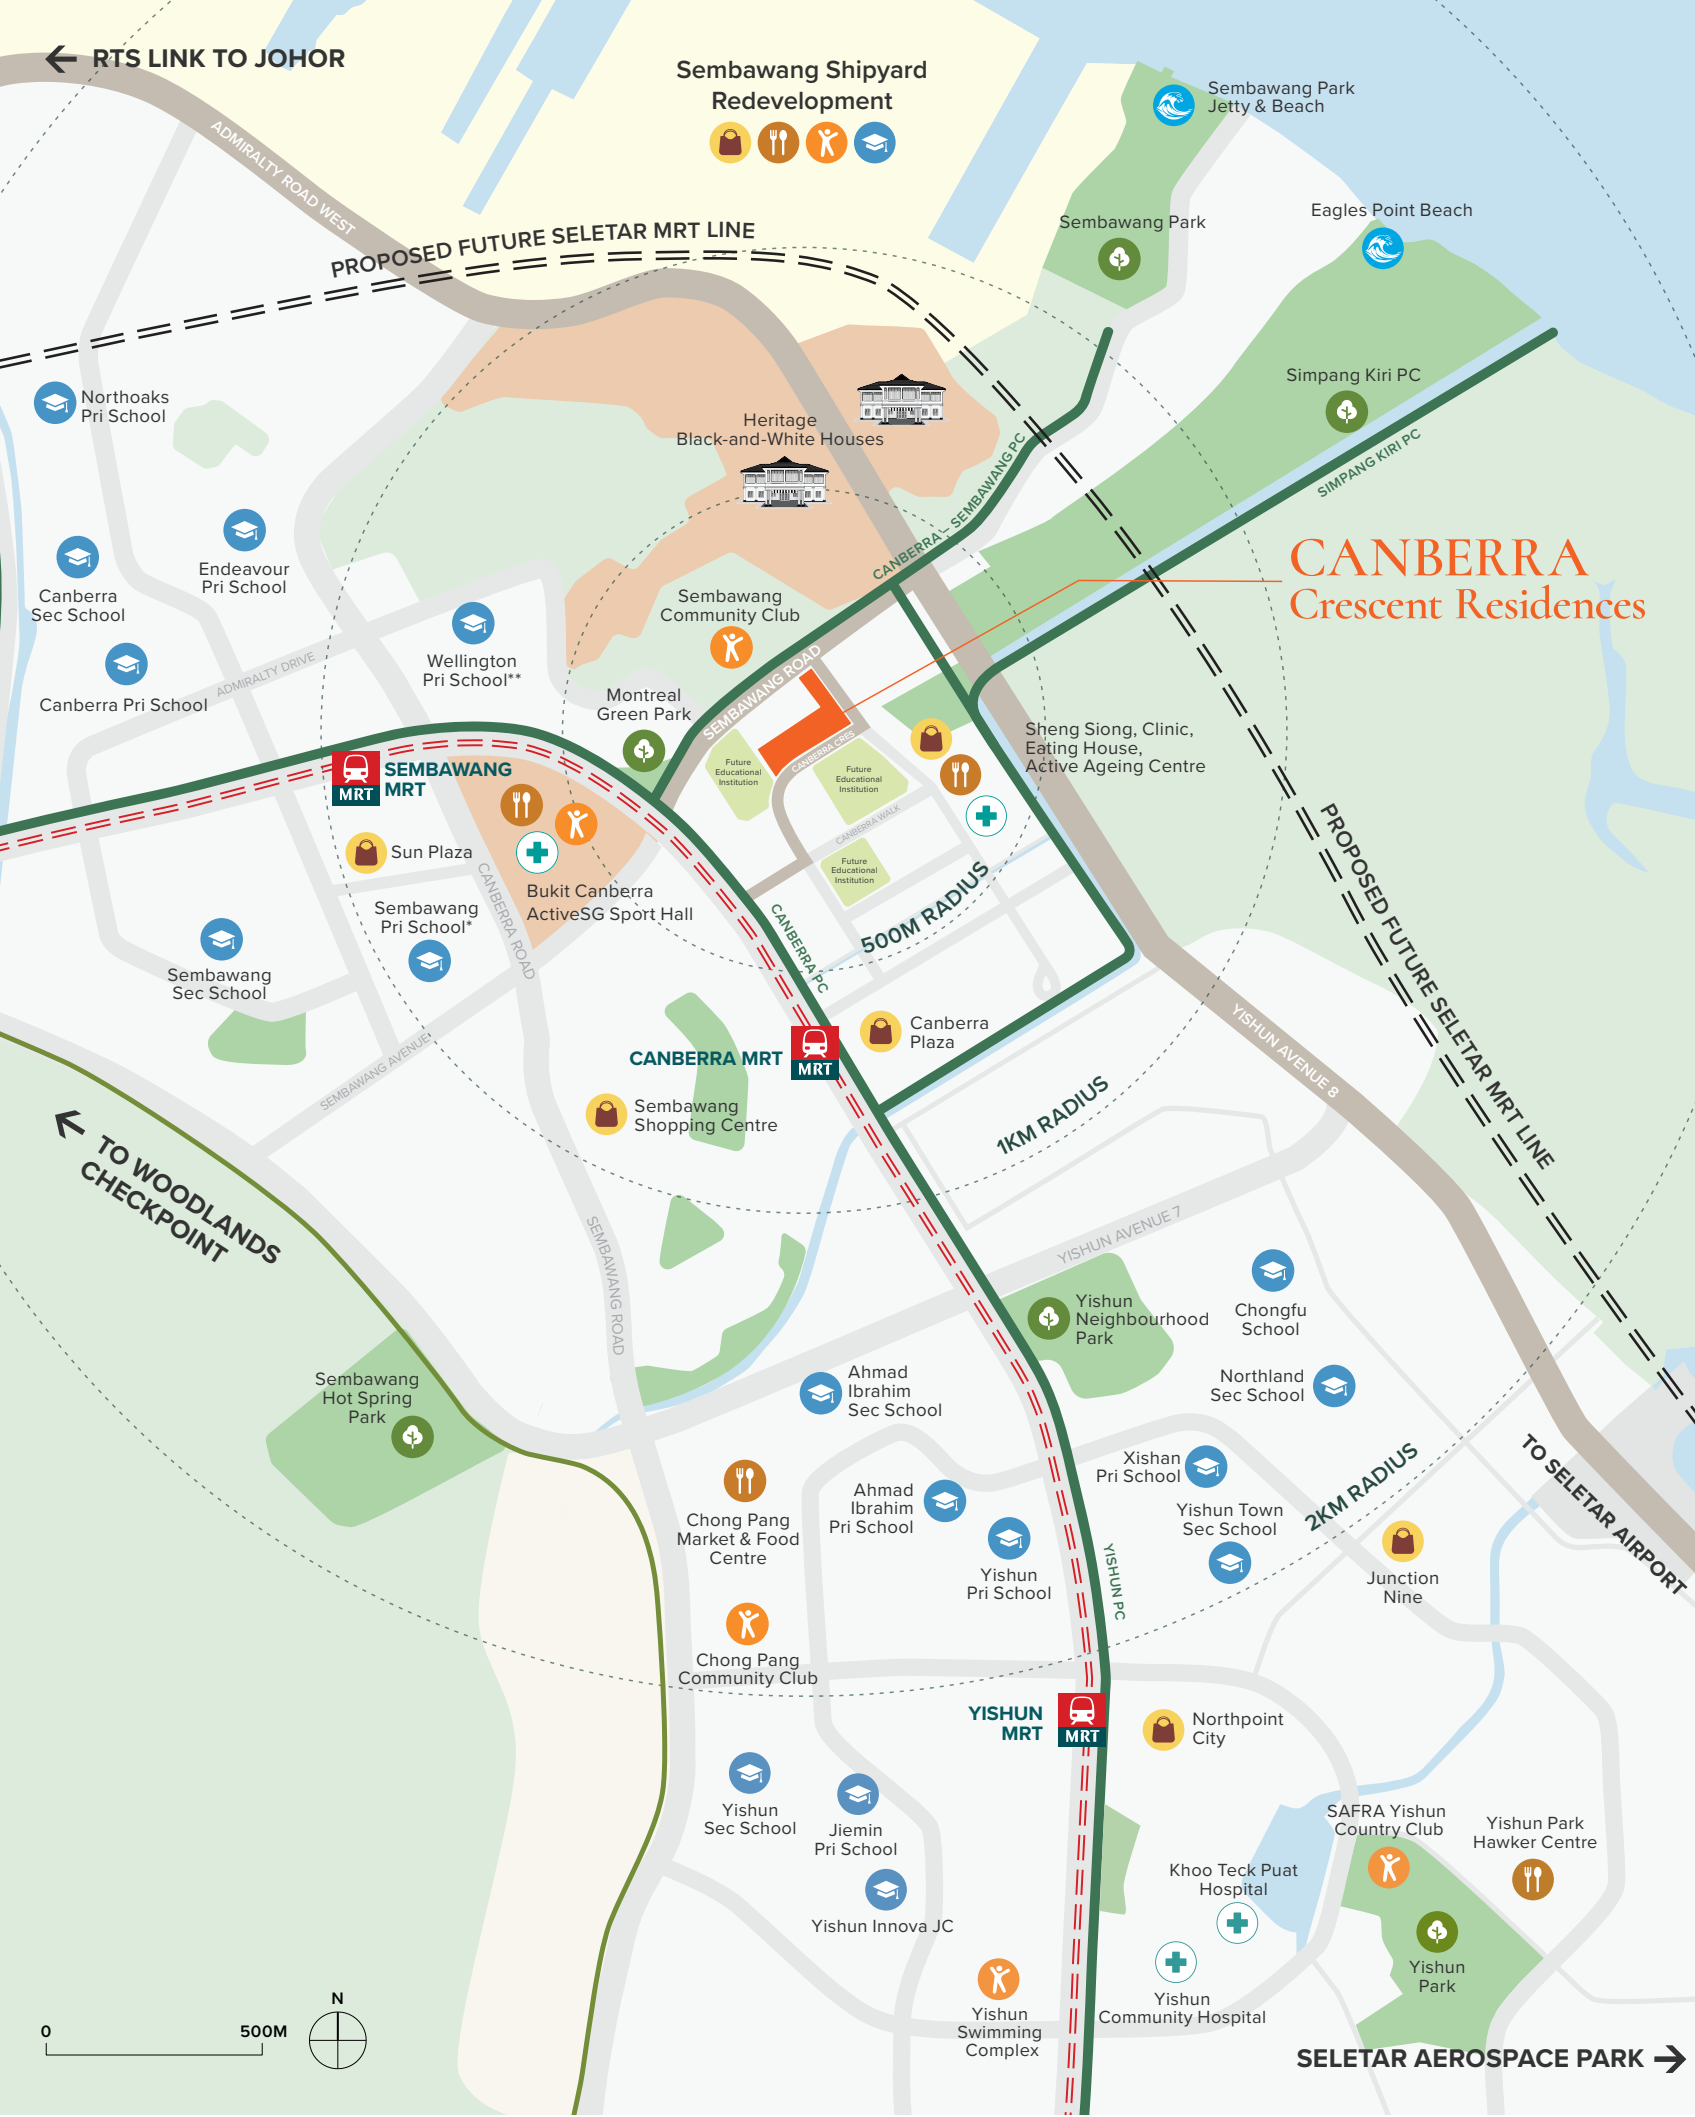 RTS LINK TO JOHOR
Sembawang Shipyard
Redevelopment
Sembawang Park
Jetty & Beach
ADMIRALTY ROAD WEST
PROPOSED FUTURE SELETAR MRT LINE
Sembawang Park
Eagles Point Beach
Northoaks
Pri School
Simpang Kiri PC
Heritage
Black-and-White Houses
SIMPANG KIRI PC
CANBERRA – SEMBAWANG PC
Endeavour
Pri School
Canberra
Sec School
CANBERRA
Crescent Residences
Sembawang
Community Club
Wellington
Pri School**
ADMIRALTY DRIVE
Canberra Pri School
Montreal
Green Park
SEMBAWANG ROAD
CANBERRA CRES
Sheng Siong, Clinic,
Eating House,
Active Ageing Centre
Future
Educational
Institution
Future
Educational
Institution
SEMBAWANG
MRT
MRT
CANBERRA WALK
Future
Educational
Institution
Sun Plaza
CANBERRA ROAD
Bukit Canberra
ActiveSG Sport Hall
500M RADIUS
Sembawang
Pri School*
CANBERRA PC
PROPOSED FUTURE SELETAR MRT LINE
Sembawang
Sec School
Canberra
Plaza
YISHUN AVENUE 8
CANBERRA MRT
MRT
SEMBAWANG AVENUE
Sembawang
Shopping Centre
1KM RADIUS
TO WOODLANDS
CHECKPOINT
SEMBAWANG ROAD
YISHUN AVENUE 7
Yishun
Neighbourhood
Park
Chongfu
School
Northland
Sec School
Sembawang
Hot Spring
Park
Ahmad
Ibrahim
Sec School
Xishan
Pri School
2KM RADIUS
TO SELETAR AIRPORT
Ahmad
Ibrahim
Pri School
Yishun Town
Sec School
Chong Pang
Market & Food
Centre
Yishun
Pri School
YISHUN PC
Junction
Nine
Chong Pang
Community Club
YISHUN
MRT
MRT
Northpoint
City
Yishun
Sec School
Jiemin
Pri School
SAFRA Yishun
Country Club
Yishun Park
Hawker Centre
Khoo Teck Puat
Hospital
Yishun Innova JC
Yishun
Park
Yishun
Community Hospital
Yishun
Swimming
Complex
N
0
500M
SELETAR AEROSPACE PARK